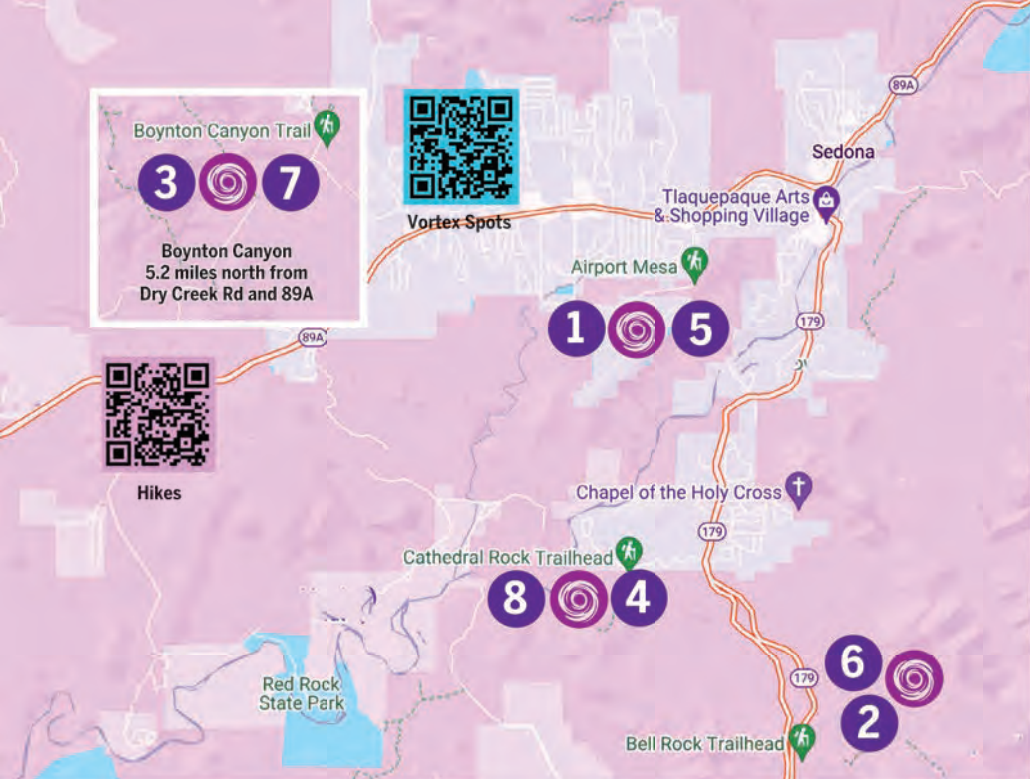 89A
Sedona
Boynton Canyon Trail
3 7
Boynton Canyon
5.2 miles north from
Dry Creek Rd and 89A
Vortex Spots
Tlaquepaque Arts
& Shopping Village
Airport Mesa
1 5
179
89A
Hikes
Chapel of the Holy Cross
179
Cathedral Rock Trailhead
8 4
Red Rock
State Park
179
6
2
Bell Rock Trailhead